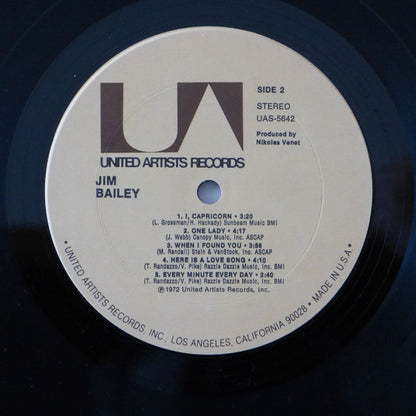 UA
SIDE 2
STEREO
UAS-5642
Produced by
Nikolas Venet
UNITED ARTISTS RECORDS
JIM
BAILEY
1. I, CAPRICORN • 3:20
(L. Grossman/H. Hackady) Sunbeam Music BMI
2. ONE LADY • 4:17
(J. Webb) Canopy Music, Inc. ASCAP
3. WHEN I FOUND YOU • 3:58
(M. Randall) Stein & VanStock, Inc. ASCAP
4. HERE IS A LOVE SONG • 4:10
(T. Randazzo/V. Pike) Razzle Dazzle Music, Inc. BMI
5. EVERY MINUTE EVERY DAY • 2:40
(T. Randazzo/V. Pike) Razzle Dazzle Music, Inc. BMI
℗ 1972 United Artists Records, Inc.
• UNITED ARTISTS RECORDS, INC., LOS ANGELES, CALIFORNIA 90028 • MADE IN U.S.A. •